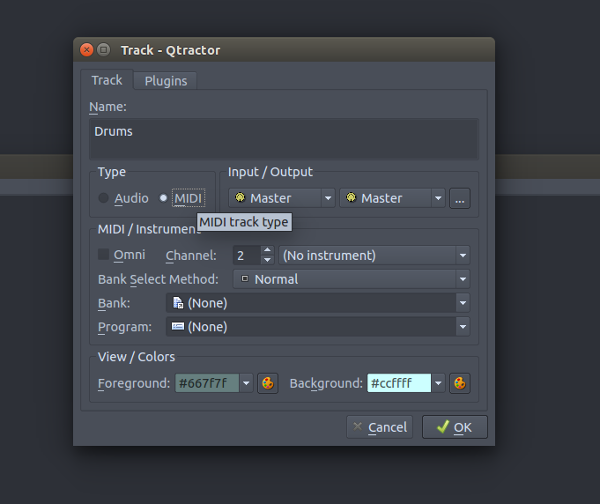 Track - Qtractor
Track Plugins
Name:
Drums
Type Input / Output
Audio MIDI Master Master ...
MIDI track type
MIDI / Instrument
Omni Channel: 2 (No instrument)
Bank Select Method: Normal
Bank: (None)
Program: (None)
View / Colors
Foreground: #667f7f Background: #ccffff
Cancel OK